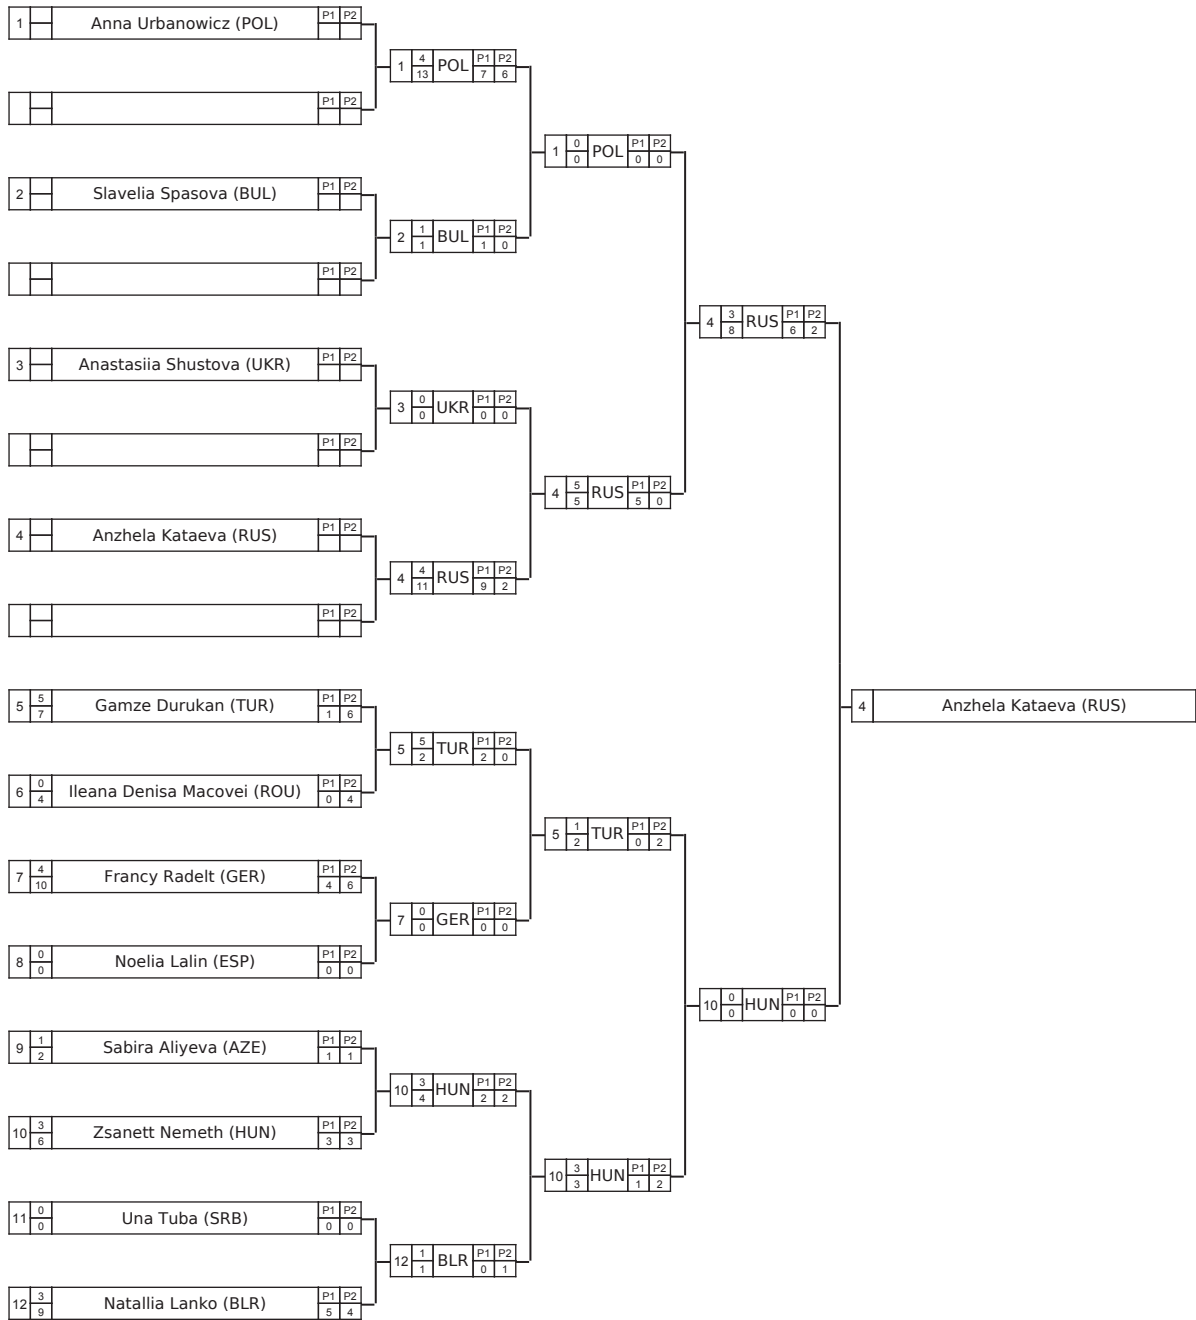 1 Anna Urbanowicz (POL) P1 P2
1 4 13 POL P1 P2 7 6
P1 P2
1 0 0 POL P1 P2 0 0
2 Slavelia Spasova (BUL) P1 P2
2 1 1 BUL P1 P2 1 0
P1 P2
4 3 8 RUS P1 P2 6 2
3 Anastasiia Shustova (UKR) P1 P2
3 0 0 UKR P1 P2 0 0
P1 P2
4 5 5 RUS P1 P2 5 0
4 Anzhela Kataeva (RUS) P1 P2
4 4 11 RUS P1 P2 9 2
P1 P2
5 5 7 Gamze Durukan (TUR) P1 P2 1 6
4 Anzhela Kataeva (RUS)
5 5 2 TUR P1 P2 2 0
6 0 4 Ileana Denisa Macovei (ROU) P1 P2 0 4
5 1 2 TUR P1 P2 0 2
7 4 10 Francy Radelt (GER) P1 P2 4 6
7 0 0 GER P1 P2 0 0
8 0 0 Noelia Lalin (ESP) P1 P2 0 0
10 0 0 HUN P1 P2 0 0
9 1 2 Sabira Aliyeva (AZE) P1 P2 1 1
10 3 4 HUN P1 P2 2 2
10 3 6 Zsanett Nemeth (HUN) P1 P2 3 3
10 3 3 HUN P1 P2 1 2
11 0 0 Una Tuba (SRB) P1 P2 0 0
12 1 1 BLR P1 P2 0 1
12 3 9 Natallia Lanko (BLR) P1 P2 5 4